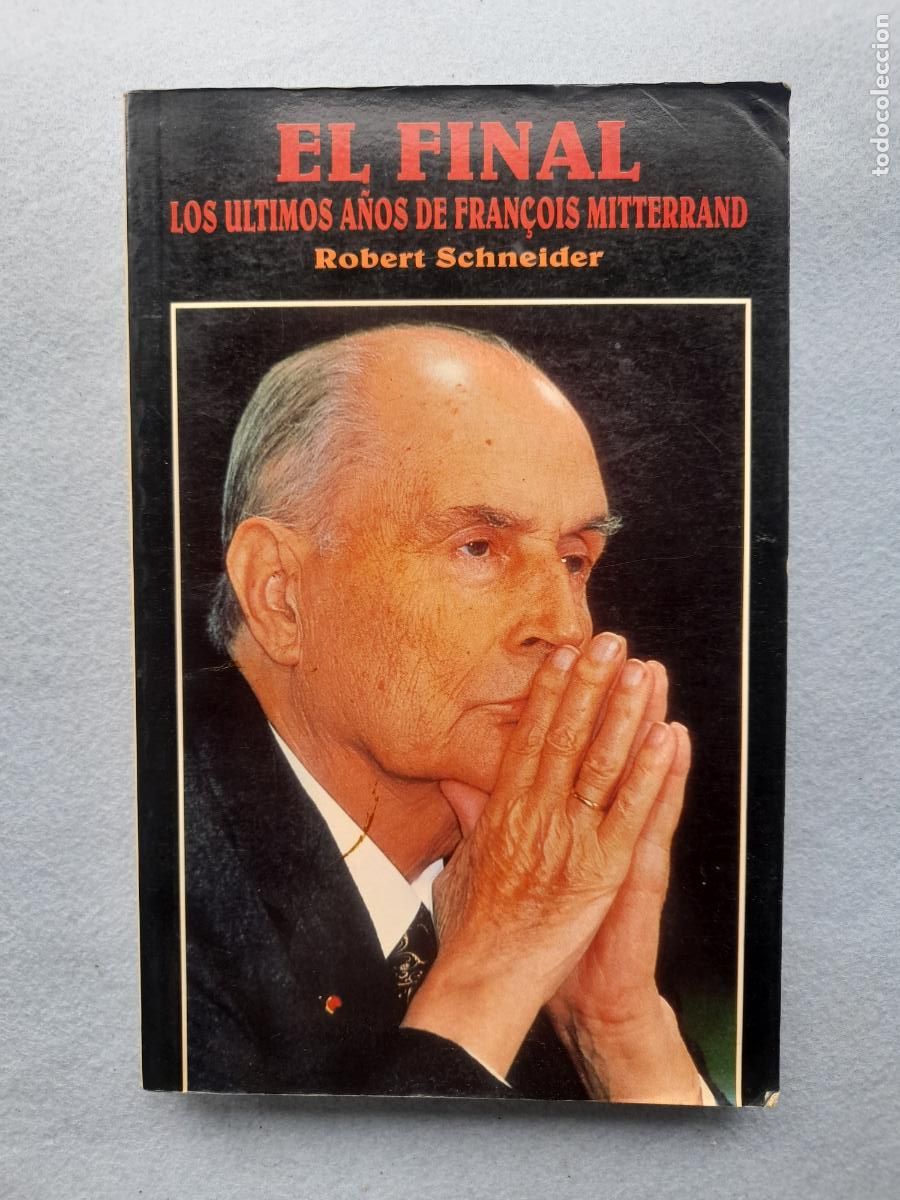 EL FINAL
LOS ULTIMOS AÑOS DE FRANÇOIS MITTERRAND
Robert Schneider
todocoleccion